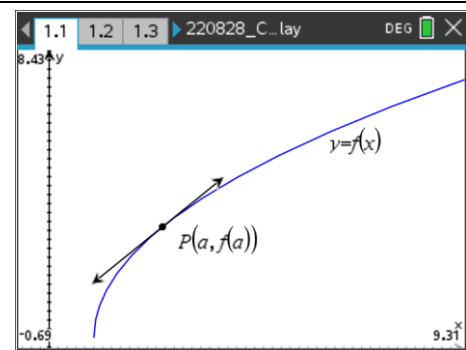 1.1 1.2 1.3 220828_C...lay DEG
8.43 y
y=f(x)
P(a, f(a))
-0.69 9.31 x